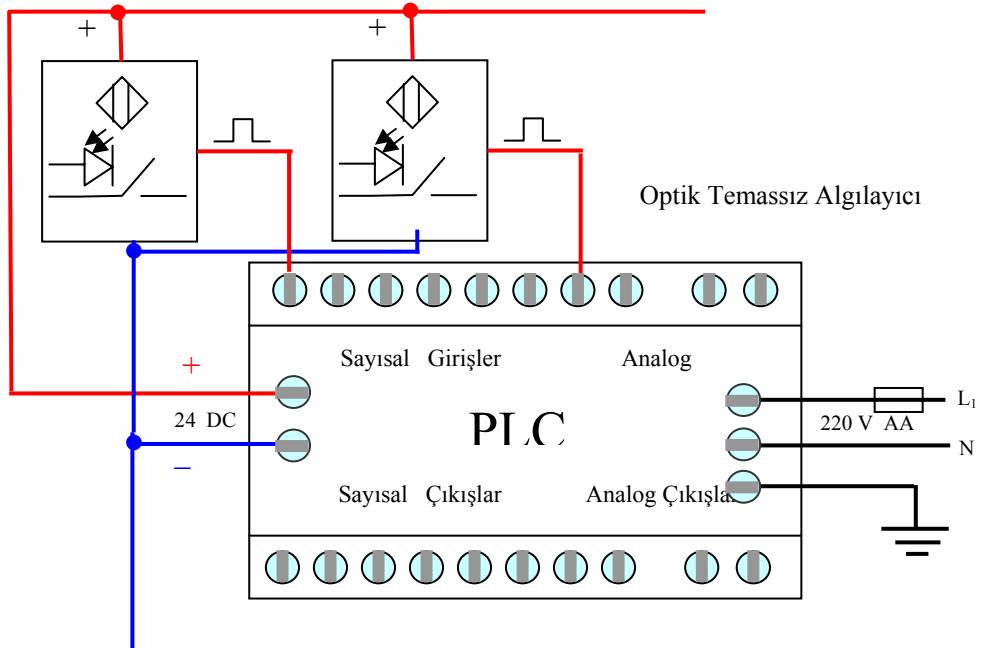 + +
Optik Temassız Algılayıcı
Sayısal Girişler Analog
+
24 DC
PLC
220 V AA
L₁
N
–
Sayısal Çıkışlar Analog Çıkışla